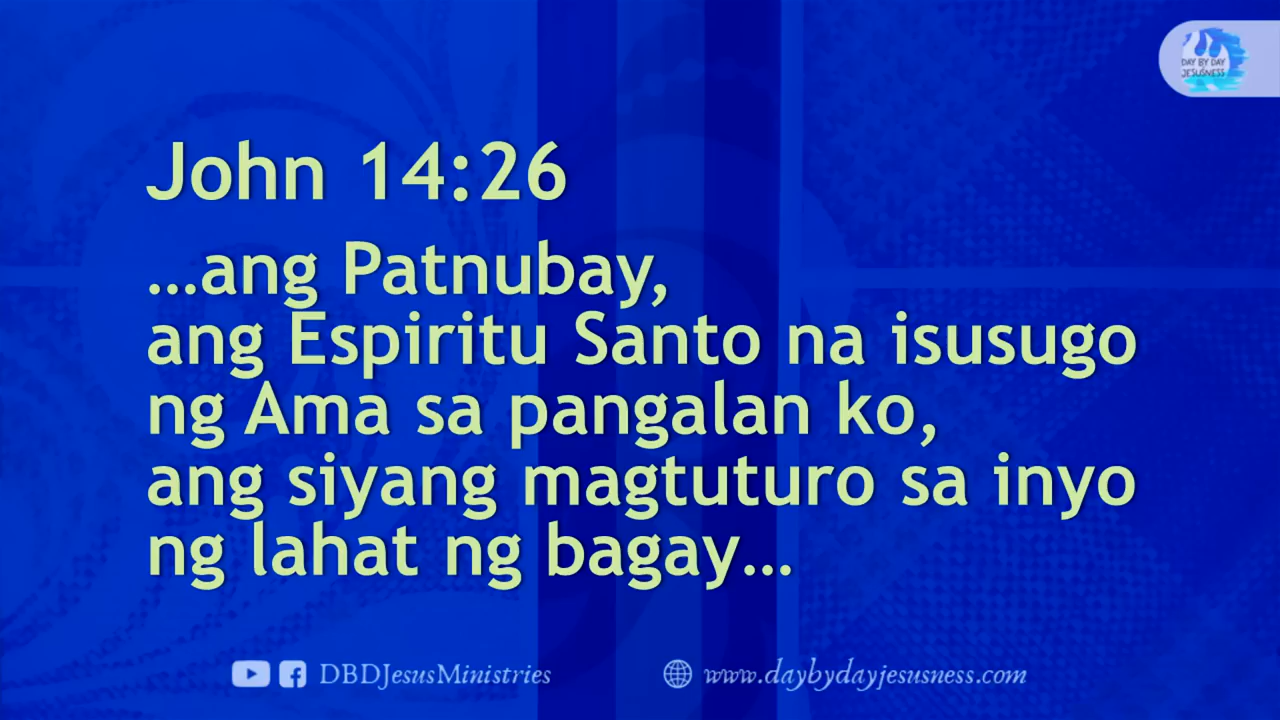 DAY BY DAY
JESUSNESS
John 14:26
...ang Patnubay,
ang Espiritu Santo na isusugo
ng Ama sa pangalan ko,
ang siyang magtuturo sa inyo
ng lahat ng bagay...
DBDJesusMinistries
www.daybydayjesusness.com